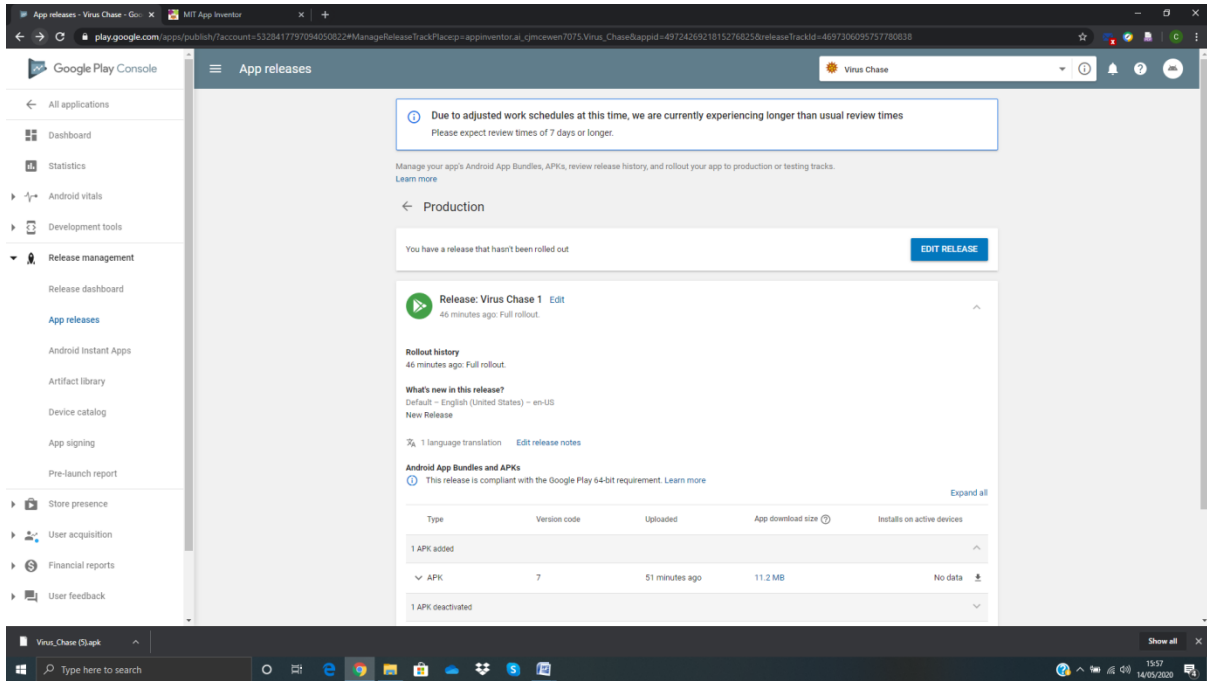 App releases - Virus Chase - Goo
MIT App Inventor
play.google.com/apps/publish/?account=5328417797094050822#ManageReleaseTrackPlace:p=appinventor.ai_cjmcewen7075.Virus_Chase&appid=4972426921815276825&releaseTrackId=4697306095757780838
C
Google Play Console
App releases
Virus Chase
All applications
Dashboard
Statistics
Android vitals
Development tools
Release management
Release dashboard
App releases
Android Instant Apps
Artifact library
Device catalog
App signing
Pre-launch report
Store presence
User acquisition
Financial reports
User feedback
Due to adjusted work schedules at this time, we are currently experiencing longer than usual review times
Please expect review times of 7 days or longer.
Manage your app's Android App Bundles, APKs, review release history, and rollout your app to production or testing tracks.
Learn more
Production
You have a release that hasn't been rolled out
EDIT RELEASE
Release: Virus Chase 1 Edit
46 minutes ago: Full rollout.
Rollout history
46 minutes ago: Full rollout.
What's new in this release?
Default – English (United States) – en-US
New Release
1 language translation Edit release notes
Android App Bundles and APKs
This release is compliant with the Google Play 64-bit requirement. Learn more
Expand all
Type Version code Uploaded App download size Installs on active devices
1 APK added
APK 7 51 minutes ago 11.2 MB No data
1 APK deactivated
Virus_Chase (5).apk
Show all
Type here to search
15:57
14/05/2020